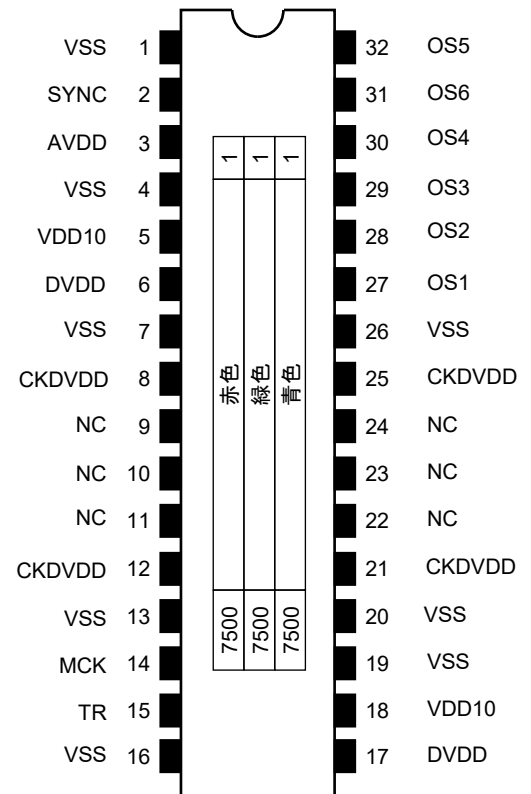 VSS 1
SYNC 2
AVDD 3
VSS 4
VDD10 5
DVDD 6
VSS 7
CKDVDD 8
NC 9
NC 10
NC 11
CKDVDD 12
VSS 13
MCK 14
TR 15
VSS 16
1 1 1
赤色 緑色 青色
7500 7500 7500
32 OS5
31 OS6
30 OS4
29 OS3
28 OS2
27 OS1
26 VSS
25 CKDVDD
24 NC
23 NC
22 NC
21 CKDVDD
20 VSS
19 VSS
18 VDD10
17 DVDD